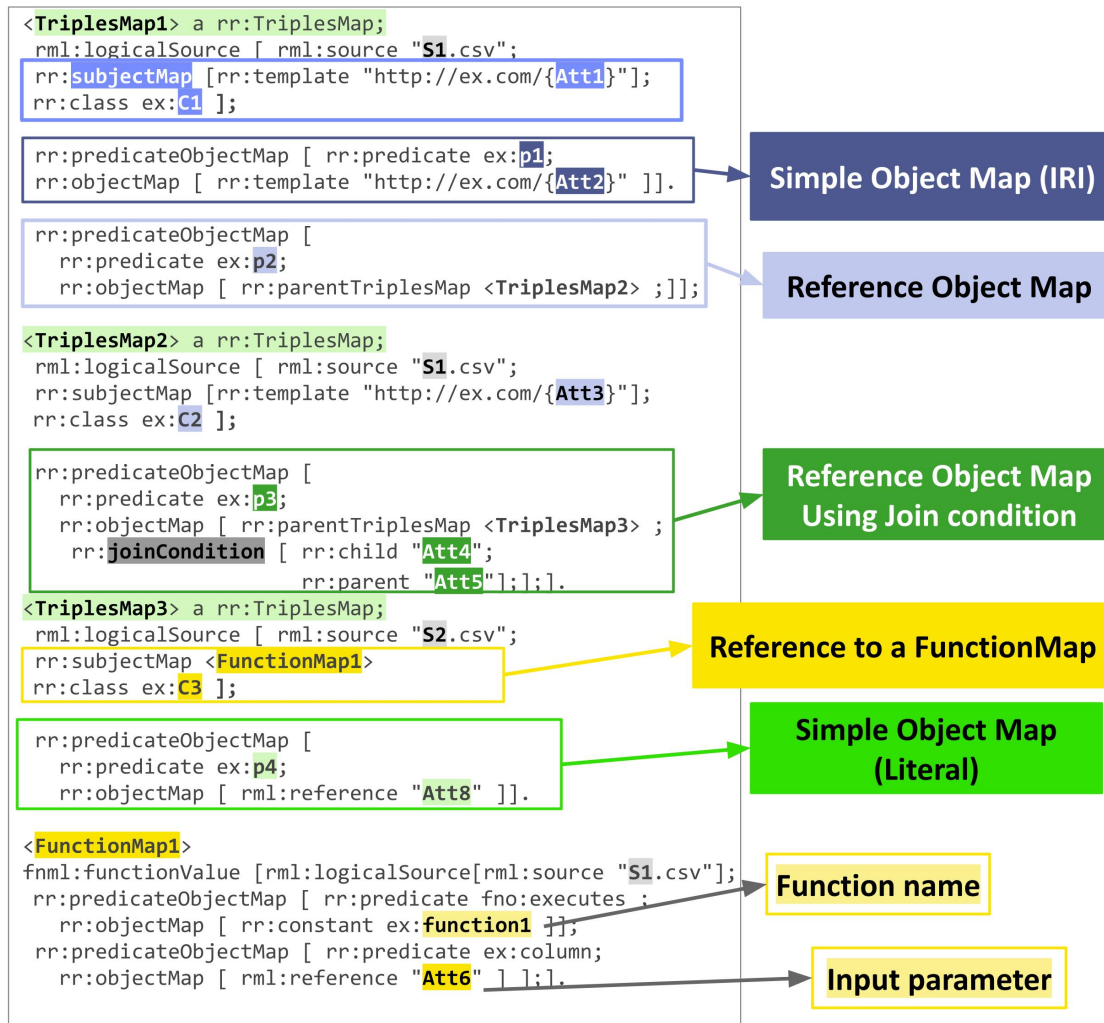 <TriplesMap1> a rr:TriplesMap;
rml:logicalSource [ rml:source "S1.csv";
rr:subjectMap [rr:template "http://ex.com/{Att1}"];
rr:class ex:C1 ];
rr:predicateObjectMap [ rr:predicate ex:p1;
rr:objectMap [ rr:template "http://ex.com/{Att2}" ]].
Simple Object Map (IRI)
rr:predicateObjectMap [
rr:predicate ex:p2;
rr:objectMap [ rr:parentTriplesMap <TriplesMap2> ;]];
Reference Object Map
<TriplesMap2> a rr:TriplesMap;
rml:logicalSource [ rml:source "S1.csv";
rr:subjectMap [rr:template "http://ex.com/{Att3}"];
rr:class ex:C2 ];
rr:predicateObjectMap [
rr:predicate ex:p3;
rr:objectMap [ rr:parentTriplesMap <TriplesMap3> ;
rr:joinCondition [ rr:child "Att4";
rr:parent "Att5"];];].
Reference Object Map
Using Join condition
<TriplesMap3> a rr:TriplesMap;
rml:logicalSource [ rml:source "S2.csv";
rr:subjectMap <FunctionMap1>
rr:class ex:C3 ];
Reference to a FunctionMap
rr:predicateObjectMap [
rr:predicate ex:p4;
rr:objectMap [ rml:reference "Att8" ]].
Simple Object Map
(Literal)
<FunctionMap1>
fnml:functionValue [rml:logicalSource[rml:source "S1.csv"];
rr:predicateObjectMap [ rr:predicate fno:executes ;
rr:objectMap [ rr:constant ex:function1 ]];
rr:predicateObjectMap [ rr:predicate ex:column;
rr:objectMap [ rml:reference "Att6" ] ];].
Function name
Input parameter